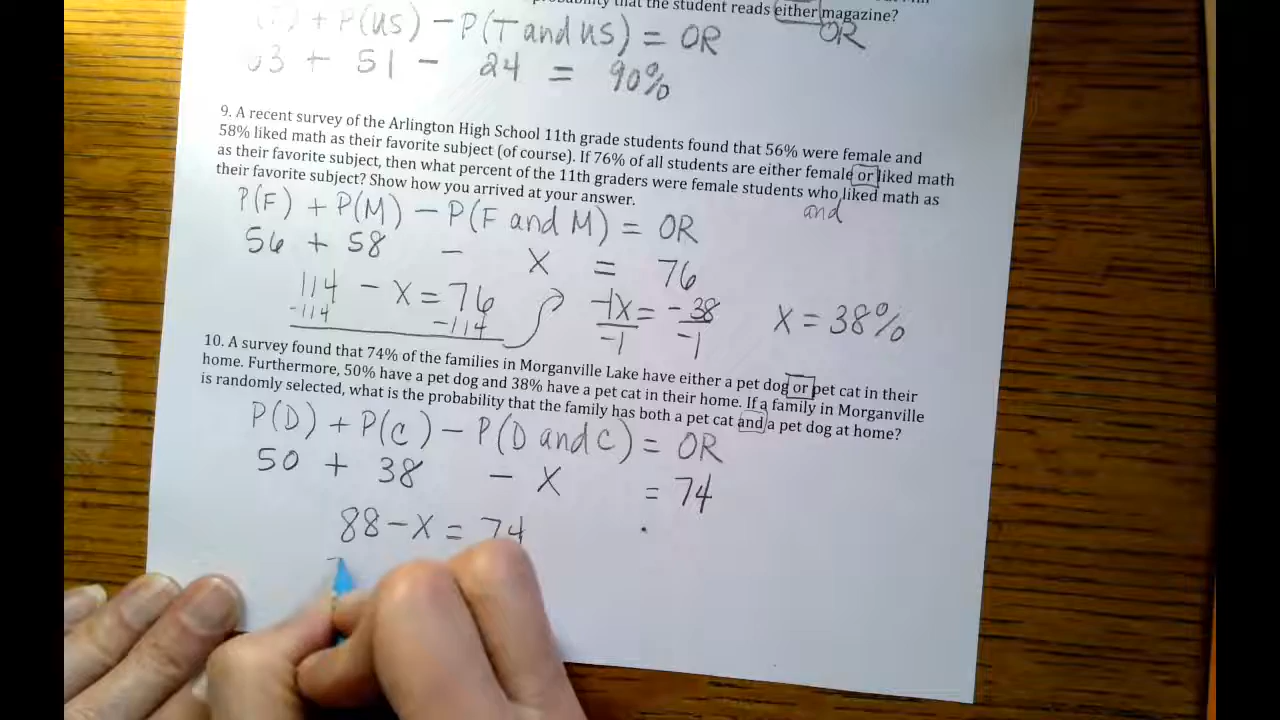 that the student reads either magazine?
+ P(US) - P(T and US) = OR
OR
3 + 51 - 24 = 90%
9. A recent survey of the Arlington High School 11th grade students found that 56% were female and
58% liked math as their favorite subject (of course). If 76% of all students are either female or liked math
as their favorite subject, then what percent of the 11th graders were female students who liked math as
their favorite subject? Show how you arrived at your answer.
and
P(F) + P(M) - P(F and M) = OR
56 + 58 - X = 76
114 - X = 76
-114 -114
-1X = -38
-1 -1
X = 38%
10. A survey found that 74% of the families in Morganville Lake have either a pet dog or pet cat in their
home. Furthermore, 50% have a pet dog and 38% have a pet cat in their home. If a family in Morganville
is randomly selected, what is the probability that the family has both a pet cat and a pet dog at home?
P(D) + P(C) - P(D and C) = OR
50 + 38 - X = 74
88 - X = 74